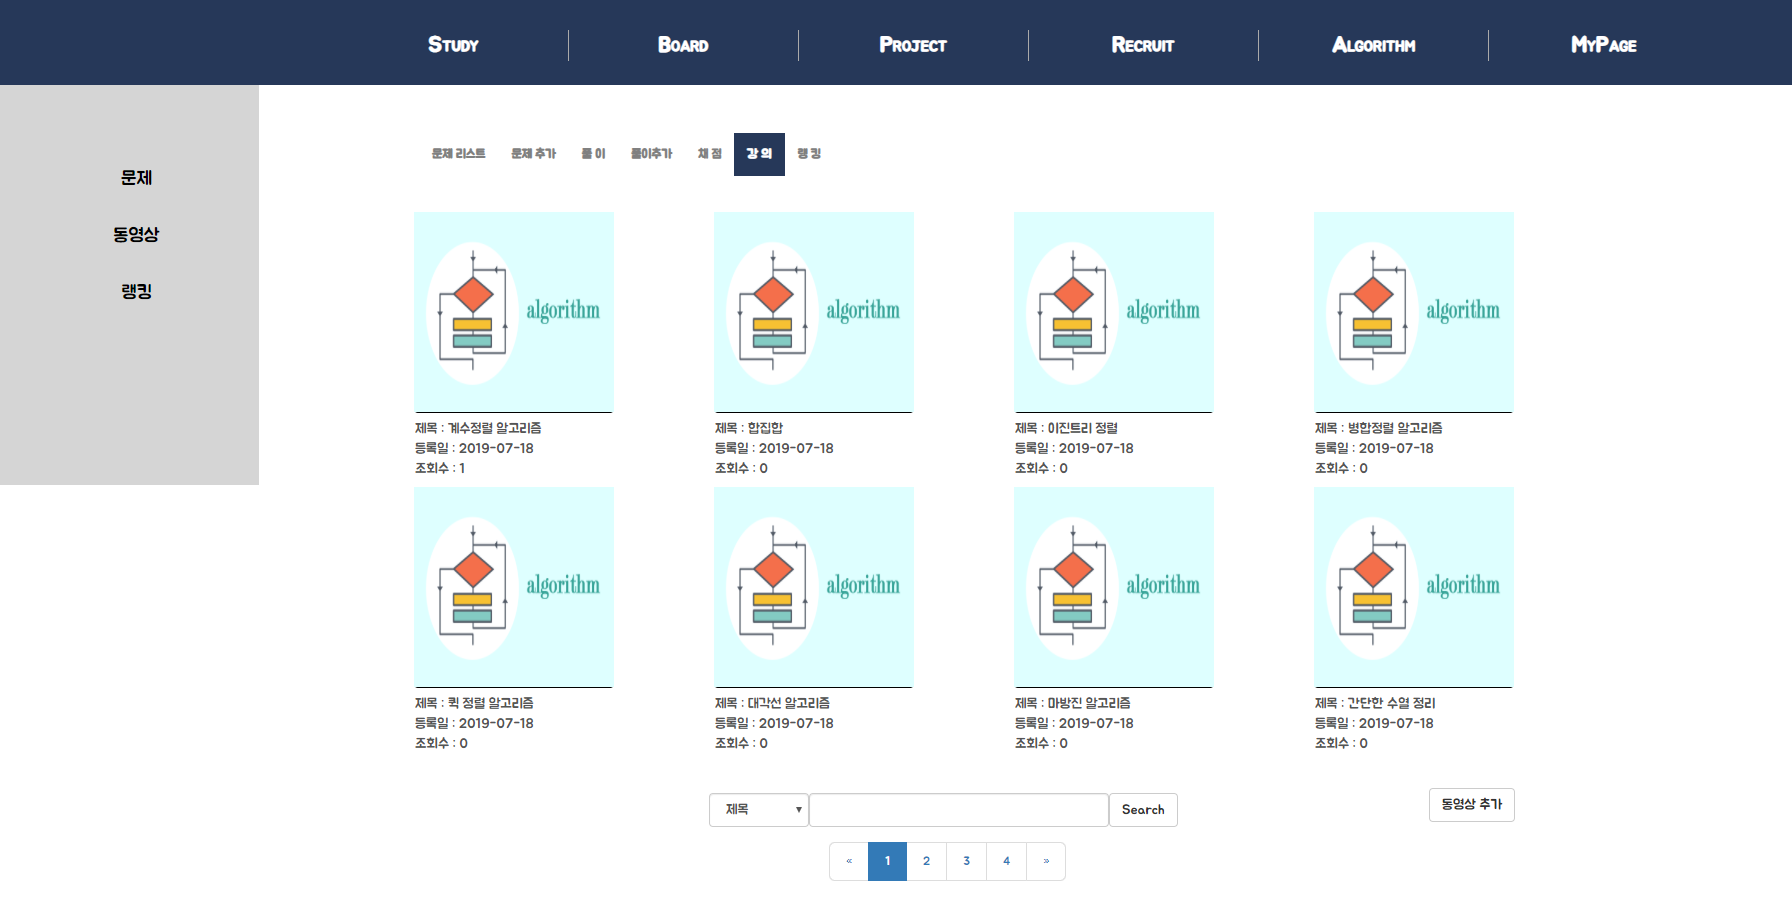 Study Board Project Recruit Algorithm MyPage
문제
동영상
랭킹
문제 리스트 문제 추가 풀 이 풀이추가 채 점 강 의 랭 킹
algorithm algorithm algorithm algorithm
제목 : 계수정렬 알고리즘 제목 : 합집합 제목 : 이진트리 정렬 제목 : 병합정렬 알고리즘
등록일 : 2019-07-18 등록일 : 2019-07-18 등록일 : 2019-07-18 등록일 : 2019-07-18
조회수 : 1 조회수 : 0 조회수 : 0 조회수 : 0
algorithm algorithm algorithm algorithm
제목 : 퀵 정렬 알고리즘 제목 : 대각선 알고리즘 제목 : 마방진 알고리즘 제목 : 간단한 수열 정리
등록일 : 2019-07-18 등록일 : 2019-07-18 등록일 : 2019-07-18 등록일 : 2019-07-18
조회수 : 0 조회수 : 0 조회수 : 0 조회수 : 0
제목 Search 동영상 추가
« 1 2 3 4 »